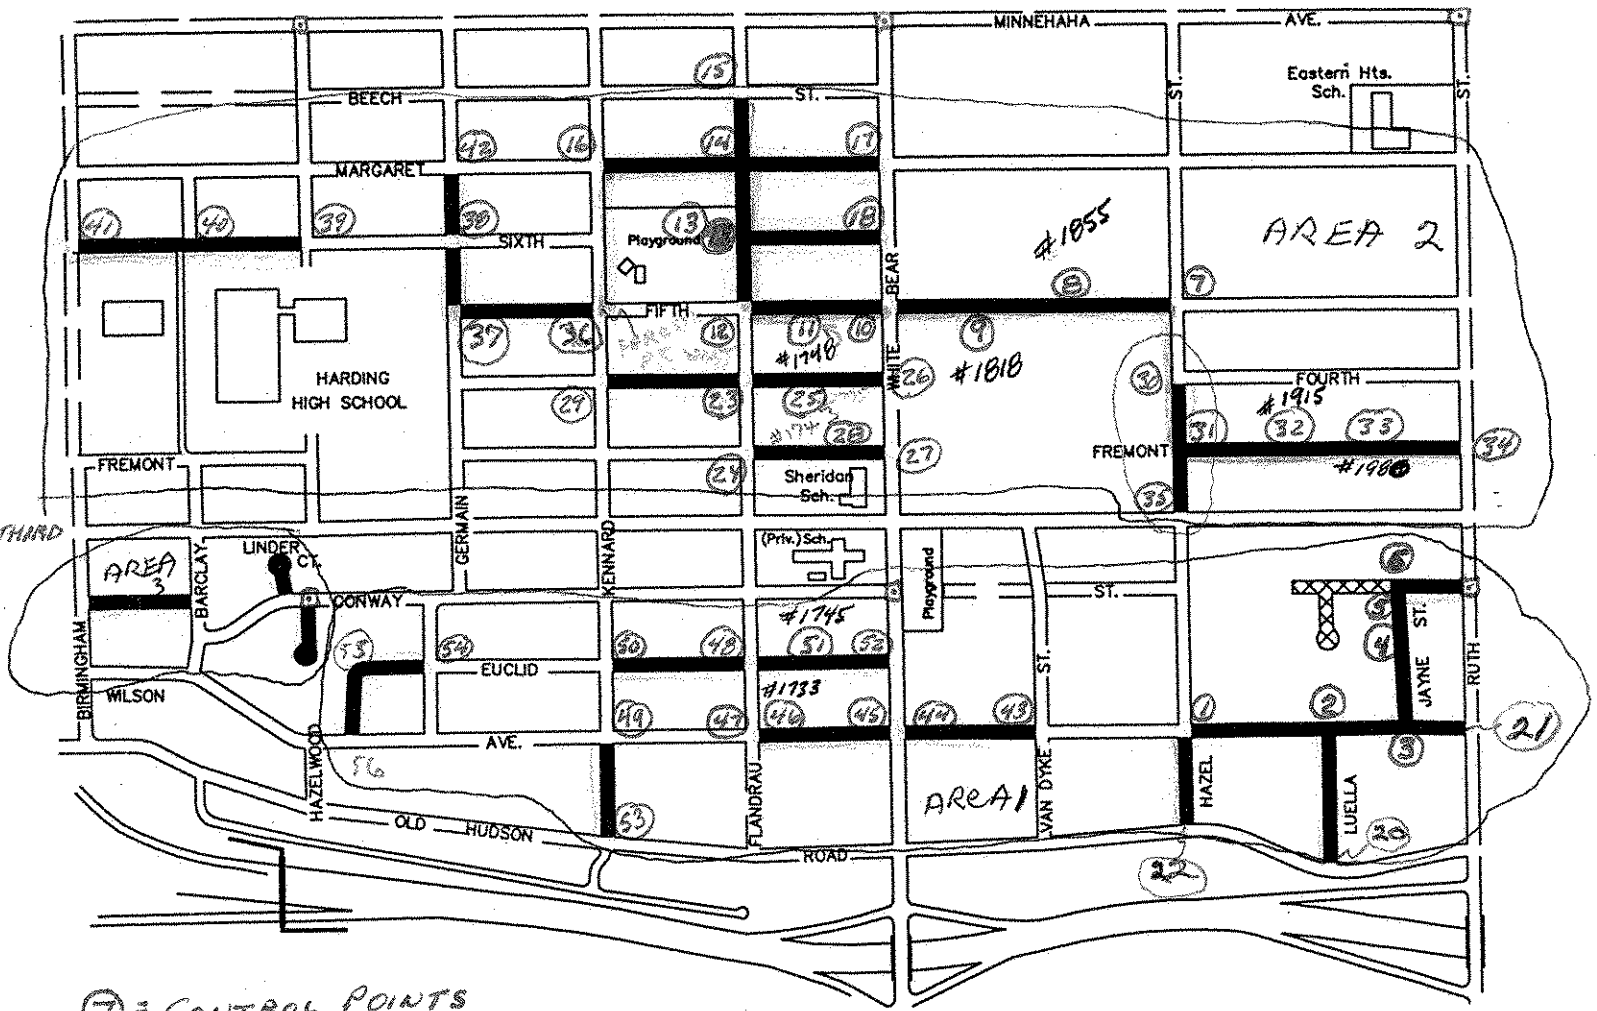 MINNEHAHA AVE.
Eastern Hts.
Sch.
ST.
ST.
15
BEECH ST.
42 16 14 17
MARGARET
41 40 39 38 13 18
#1855
AREA 2
SIXTH
Playground
BEAR
8 7
FIFTH
37 36 12 11 10 9
#1748
WHITE
26 #1818
30
FOURTH
HARDING
HIGH SCHOOL
29 23 25
#1915
31 32 33 34
28
FREMONT
FREMONT
27
24
Sheridan
Sch.
35
GERMAIN
KENNARD
THIRD
AREA
3
BARCLAY
LINDER
CT.
(Priv.) Sch.
Playground
6
CONWAY ST.
5
ST.
#1745
BIRMINGHAM
55 54 50 48 51 52
4
EUCLID
ST.
JAYNE
RUTH
WILSON
#1733
49 47 46 45 44 43 1 2
21
AVE.
3
HAZELWOOD
56
FLANDRAU
VAN DYKE
HAZEL
LUELLA
AREA 1
OLD HUDSON ROAD
53
20
22
= CONTROL POINTS